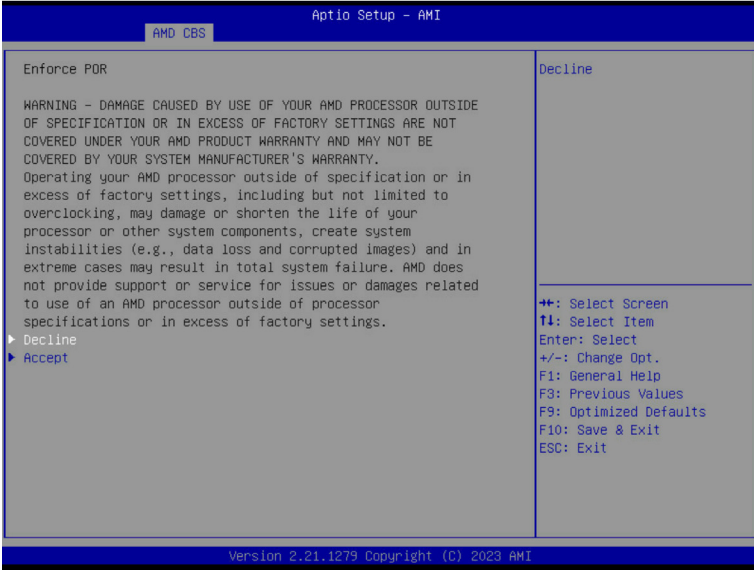 Aptio Setup – AMI
AMD CBS
Enforce POR
WARNING – DAMAGE CAUSED BY USE OF YOUR AMD PROCESSOR OUTSIDE
OF SPECIFICATION OR IN EXCESS OF FACTORY SETTINGS ARE NOT
COVERED UNDER YOUR AMD PRODUCT WARRANTY AND MAY NOT BE
COVERED BY YOUR SYSTEM MANUFACTURER'S WARRANTY.
Operating your AMD processor outside of specification or in
excess of factory settings, including but not limited to
overclocking, may damage or shorten the life of your
processor or other system components, create system
instabilities (e.g., data loss and corrupted images) and in
extreme cases may result in total system failure. AMD does
not provide support or service for issues or damages related
to use of an AMD processor outside of processor
specifications or in excess of factory settings.
Decline
Accept
Decline
→←: Select Screen
↑↓: Select Item
Enter: Select
+/-: Change Opt.
F1: General Help
F3: Previous Values
F9: Optimized Defaults
F10: Save & Exit
ESC: Exit
Version 2.21.1279 Copyright (C) 2023 AMI